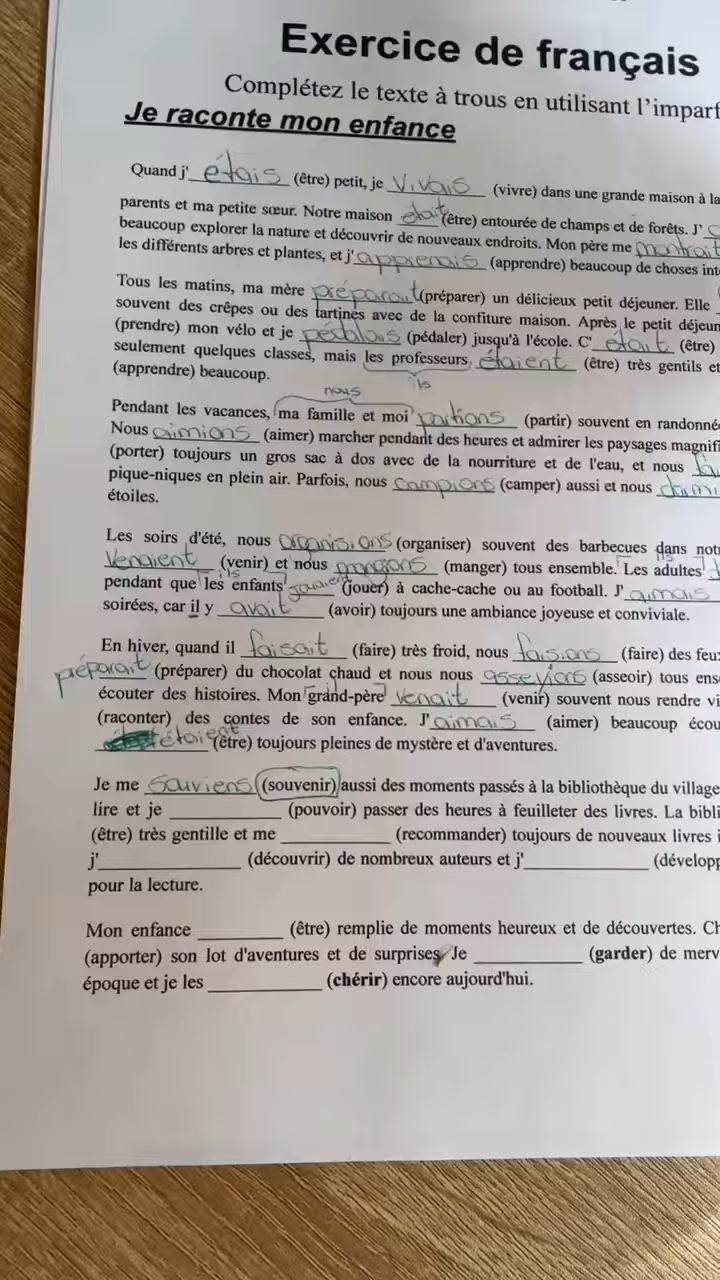 Exercice de français
Complétez le texte à trous en utilisant l'imparf
Je raconte mon enfance
Quand j' étais (être) petit, je vivais (vivre) dans une grande maison à la
parents et ma petite sœur. Notre maison était (être) entourée de champs et de forêts. J'
beaucoup explorer la nature et découvrir de nouveaux endroits. Mon père me montrait
les différents arbres et plantes, et j' apprenais (apprendre) beaucoup de choses inté
Tous les matins, ma mère préparait (préparer) un délicieux petit déjeuner. Elle
souvent des crêpes ou des tartines avec de la confiture maison. Après le petit déjeun
(prendre) mon vélo et je pédalais (pédaler) jusqu'à l'école. C' était (être)
seulement quelques classes, mais les professeurs étaient (être) très gentils et
ils
(apprendre) beaucoup.
nous
Pendant les vacances, ma famille et moi partions (partir) souvent en randonné
Nous aimions (aimer) marcher pendant des heures et admirer les paysages magnifi
(porter) toujours un gros sac à dos avec de la nourriture et de l'eau, et nous fai
pique-niques en plein air. Parfois, nous campions (camper) aussi et nous dormi
étoiles.
Les soirs d'été, nous organisions (organiser) souvent des barbecues dans notr
ils
venaient (venir) et nous mangions (manger) tous ensemble. Les adultes
ils
pendant que les enfants jouaient (jouer) à cache-cache ou au football. J' aimais
soirées, car il y avait (avoir) toujours une ambiance joyeuse et conviviale.
En hiver, quand il faisait (faire) très froid, nous faisions (faire) des feux
préparait (préparer) du chocolat chaud et nous nous asseyions (asseoir) tous ense
écouter des histoires. Mon grand-père venait (venir) souvent nous rendre vi
(raconter) des contes de son enfance. J' aimais (aimer) beaucoup écou
étaient (être) toujours pleines de mystère et d'aventures.
Je me souviens (souvenir) aussi des moments passés à la bibliothèque du village
lire et je (pouvoir) passer des heures à feuilleter des livres. La bibli
(être) très gentille et me (recommander) toujours de nouveaux livres i
j' (découvrir) de nombreux auteurs et j' (développ
pour la lecture.
Mon enfance (être) remplie de moments heureux et de découvertes. Ch
(apporter) son lot d'aventures et de surprises. Je (garder) de merv
époque et je les (chérir) encore aujourd'hui.